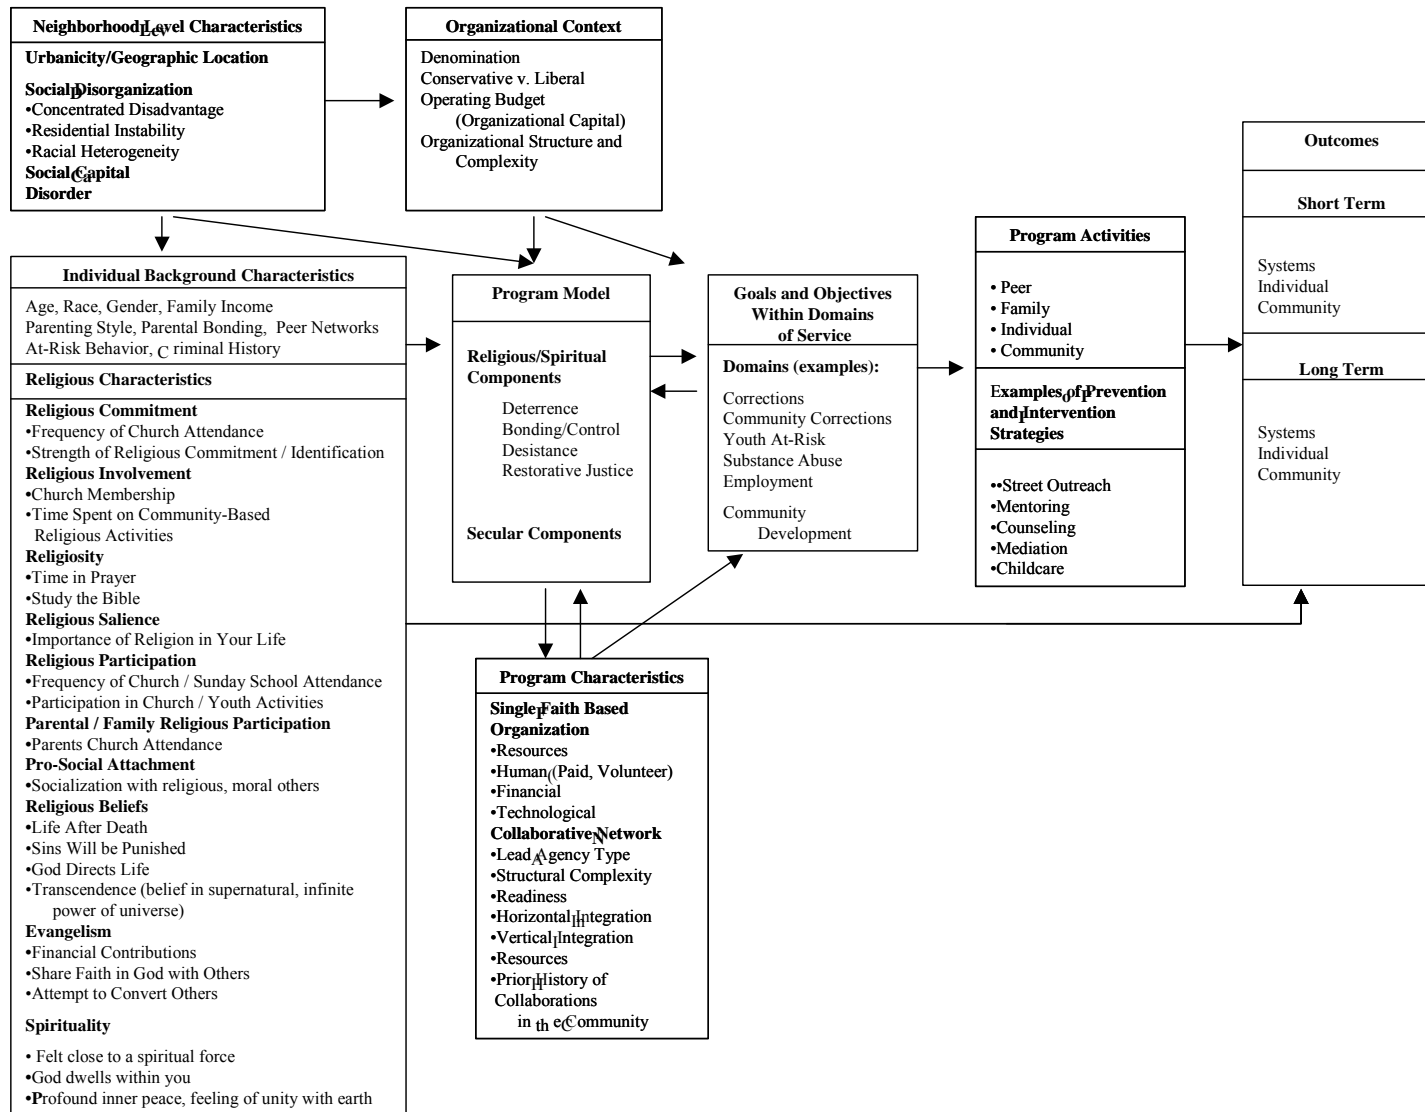 Neighborhood Level Characteristics
Urbanicity/Geographic Location
Social Disorganization
•Concentrated Disadvantage
•Residential Instability
•Racial Heterogeneity
Social Capital
Disorder
Organizational Context
Denomination
Conservative v. Liberal
Operating Budget
(Organizational Capital)
Organizational Structure and
Complexity
Individual Background Characteristics
Age, Race, Gender, Family Income
Parenting Style, Parental Bonding, Peer Networks
At-Risk Behavior, Criminal History
Religious Characteristics
Religious Commitment
•Frequency of Church Attendance
•Strength of Religious Commitment / Identification
Religious Involvement
•Church Membership
•Time Spent on Community-Based
Religious Activities
Religiosity
•Time in Prayer
•Study the Bible
Religious Salience
•Importance of Religion in Your Life
Religious Participation
•Frequency of Church / Sunday School Attendance
•Participation in Church / Youth Activities
Parental / Family Religious Participation
•Parents Church Attendance
Pro-Social Attachment
•Socialization with religious, moral others
Religious Beliefs
•Life After Death
•Sins Will be Punished
•God Directs Life
•Transcendence (belief in supernatural, infinite
power of universe)
Evangelism
•Financial Contributions
•Share Faith in God with Others
•Attempt to Convert Others
Spirituality
• Felt close to a spiritual force
•God dwells within you
•Profound inner peace, feeling of unity with earth
Program Model
Religious/Spiritual
Components
Deterrence
Bonding/Control
Desistance
Restorative Justice
Secular Components
Program Characteristics
Single Faith Based
Organization
•Resources
•Human (Paid, Volunteer)
•Financial
•Technological
Collaborative Network
•Lead Agency Type
•Structural Complexity
•Readiness
•Horizontal Integration
•Vertical Integration
•Resources
•Prior History of
Collaborations
in the Community
Goals and Objectives
Within Domains
of Service
Domains (examples):
Corrections
Community Corrections
Youth At-Risk
Substance Abuse
Employment
Community
Development
Program Activities
• Peer
• Family
• Individual
• Community
Examples of Prevention
and Intervention
Strategies
••Street Outreach
•Mentoring
•Counseling
•Mediation
•Childcare
Outcomes
Short Term
Systems
Individual
Community
Long Term
Systems
Individual
Community